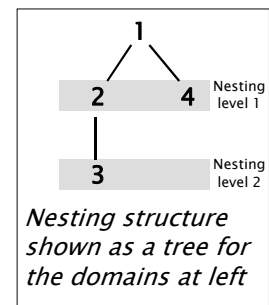 1
2 4 Nesting level 1
3 Nesting level 2
Nesting structure
shown as a tree for
the domains at left